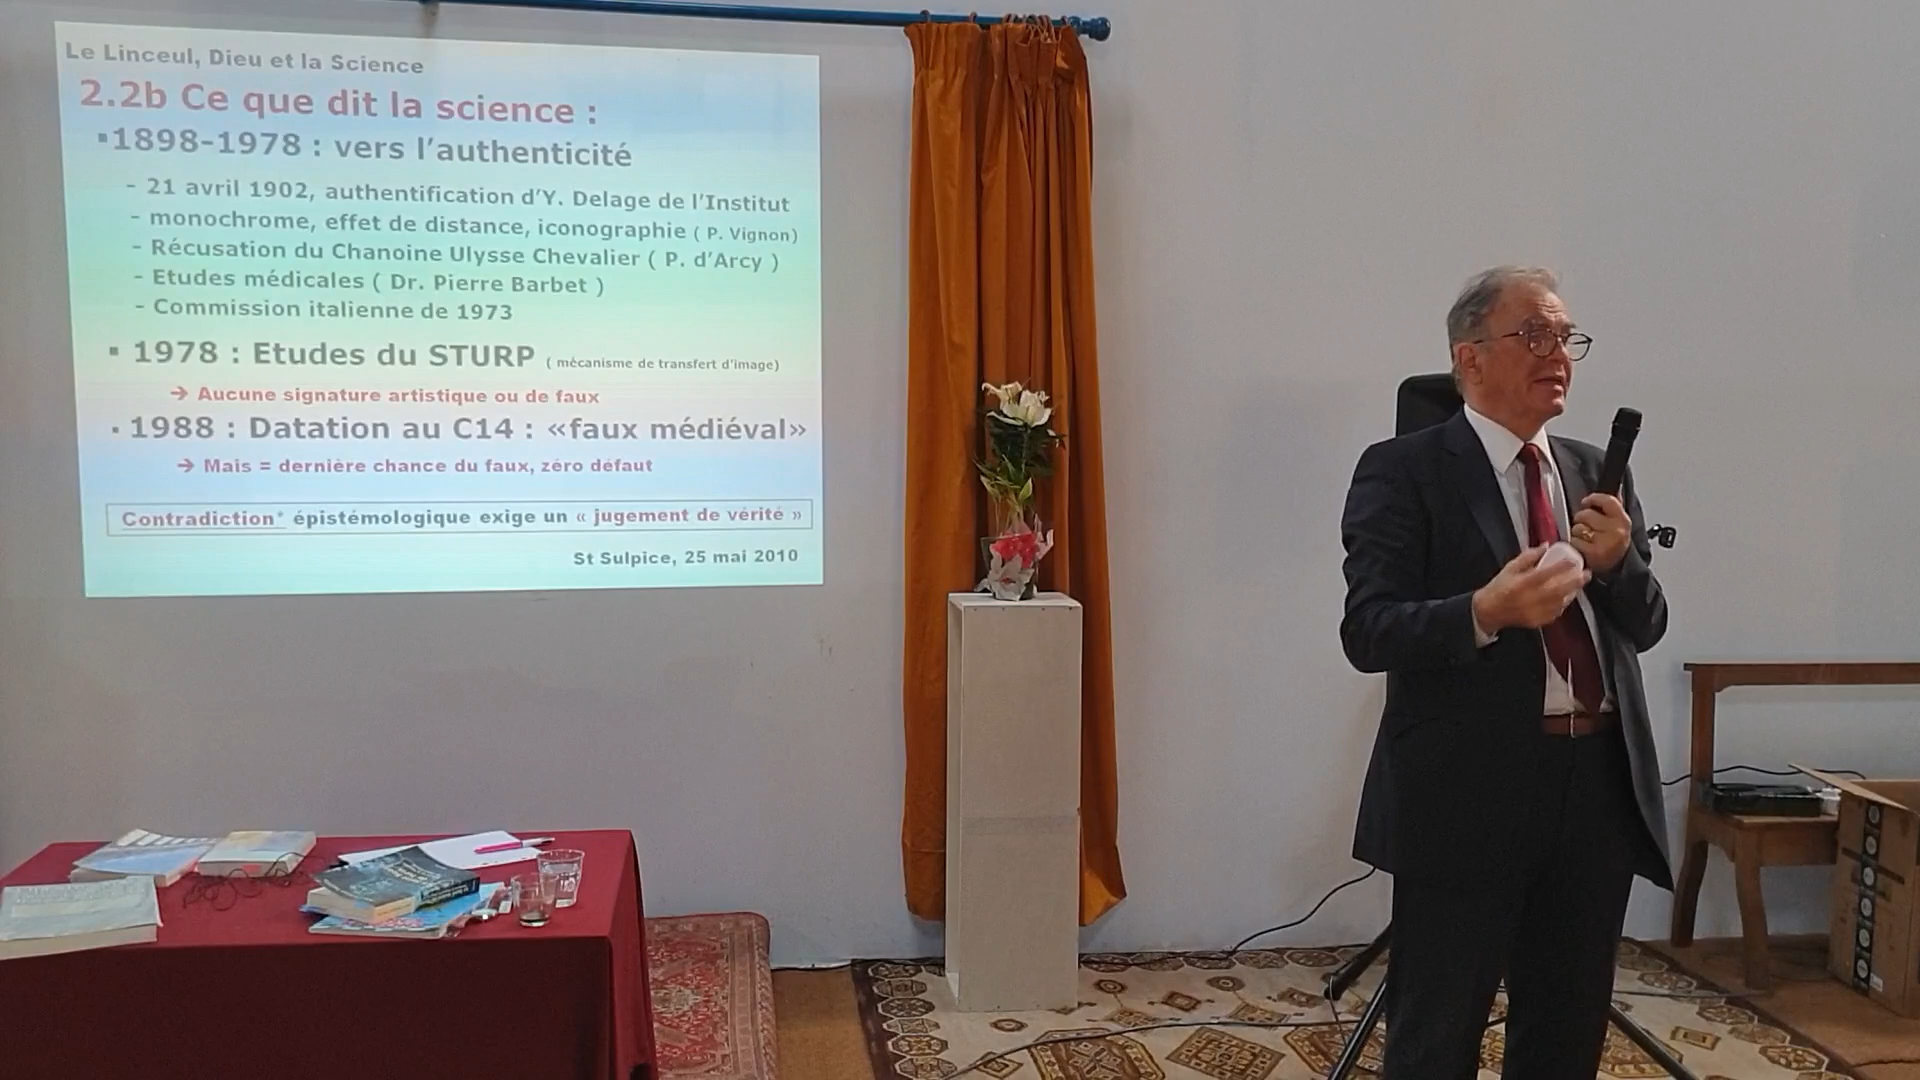 Le Linceul, Dieu et la Science
2.2b Ce que dit la science :
▪1898-1978 : vers l'authenticité
- 21 avril 1902, authentification d'Y. Delage de l'Institut
- monochrome, effet de distance, iconographie ( P. Vignon)
- Récusation du Chanoine Ulysse Chevalier ( P. d'Arcy )
- Etudes médicales ( Dr. Pierre Barbet )
- Commission italienne de 1973
▪ 1978 : Etudes du STURP ( mécanisme de transfert d'image)
→ Aucune signature artistique ou de faux
▪ 1988 : Datation au C14 : «faux médiéval»
→ Mais = dernière chance du faux, zéro défaut
Contradiction* épistémologique exige un « jugement de vérité »
St Sulpice, 25 mai 2010